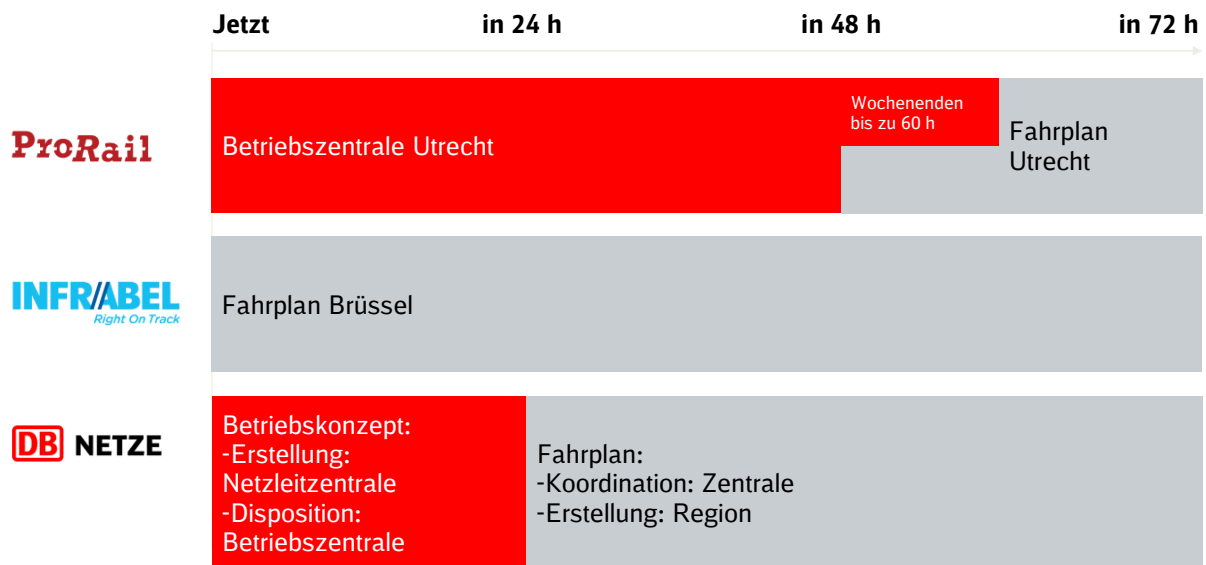 Jetzt in 24 h in 48 h in 72 h
ProRail
Betriebszentrale Utrecht
Wochenenden
bis zu 60 h
Fahrplan
Utrecht
INFRABEL
Right On Track
Fahrplan Brüssel
DB NETZE
Betriebskonzept:
-Erstellung:
Netzleitzentrale
-Disposition:
Betriebszentrale
Fahrplan:
-Koordination: Zentrale
-Erstellung: Region